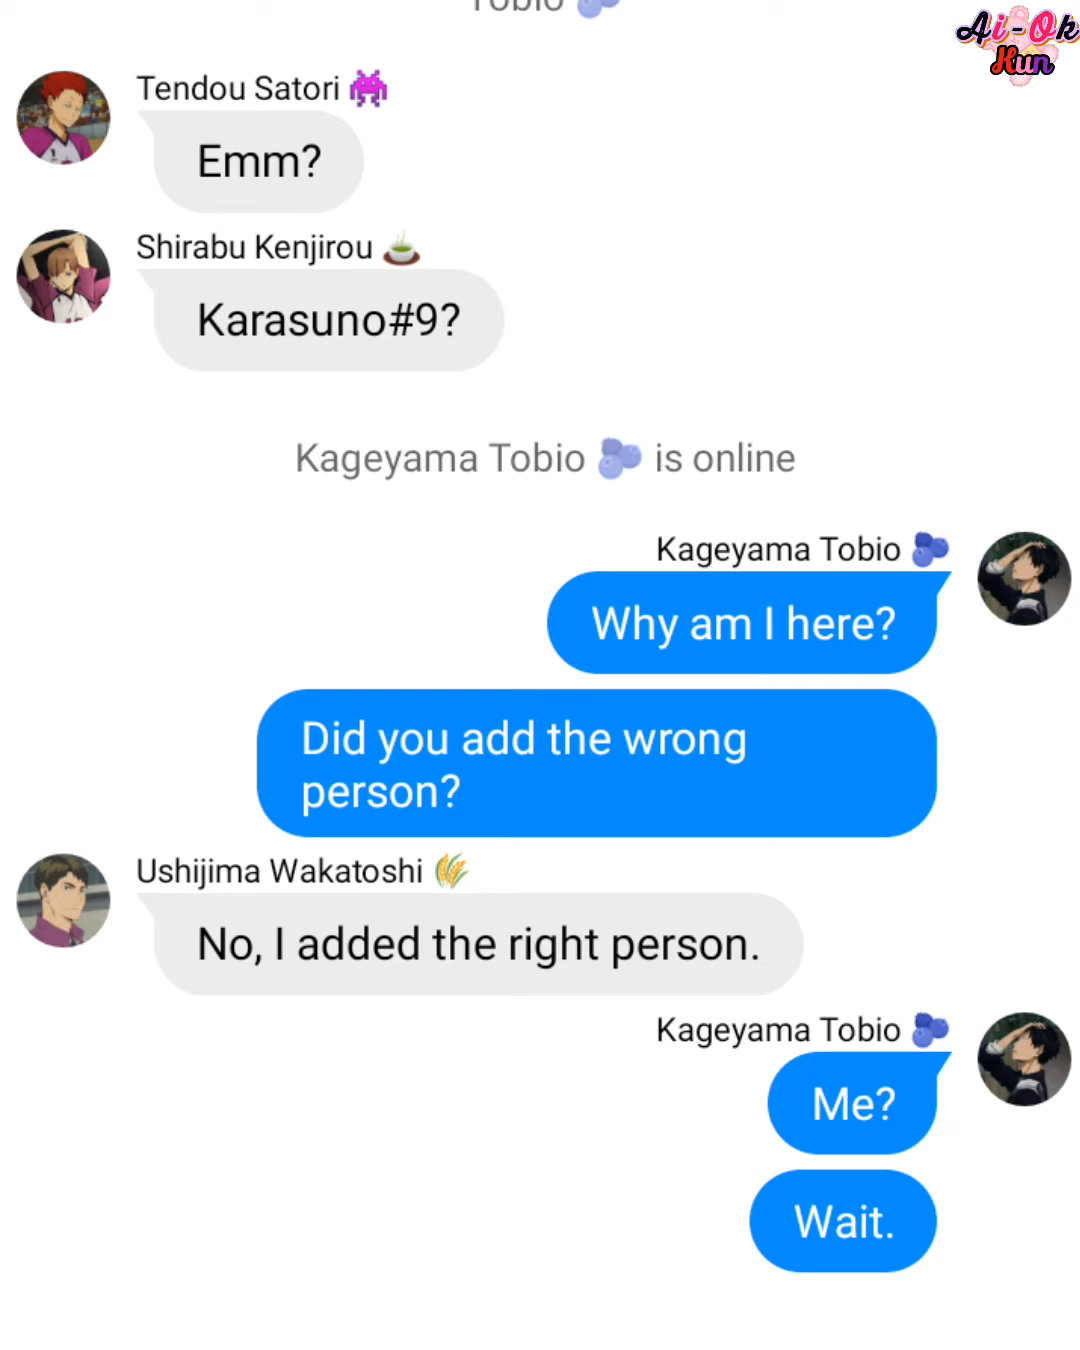 Tobio 🫐
Ai-Ok
Kun
Tendou Satori 👾
Emm?
Shirabu Kenjirou 🍵
Karasuno#9?
Kageyama Tobio 🫐 is online
Kageyama Tobio 🫐
Why am I here?
Did you add the wrong
person?
Ushijima Wakatoshi 🌾
No, I added the right person.
Kageyama Tobio 🫐
Me?
Wait.